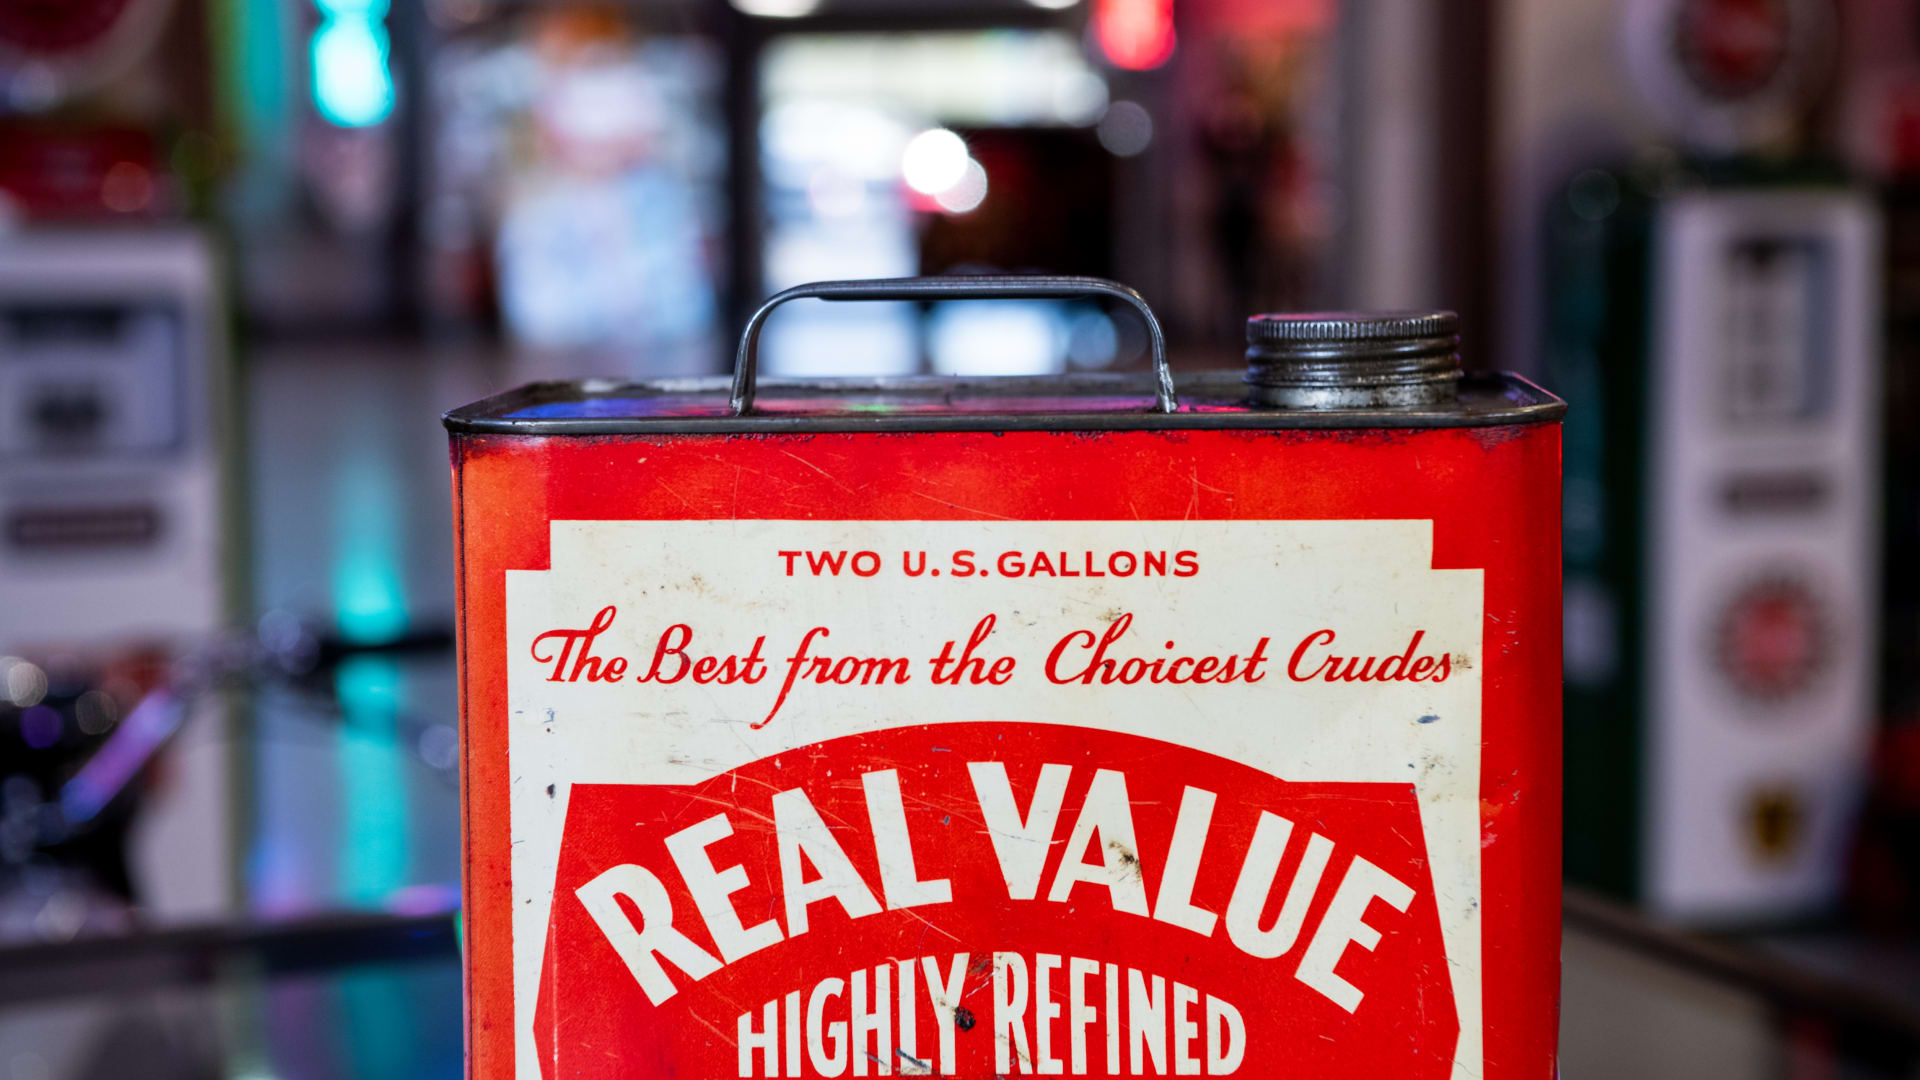 TWO U.S. GALLONS
The Best from the Choicest Crudes
REAL VALUE
HIGHLY REFINED